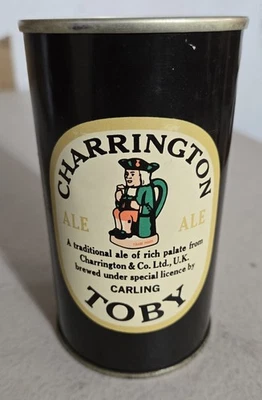 CHARRINGTON
ALE ALE
A traditional ale of rich palate from
Charrington & Co. Ltd., U.K.
brewed under special licence by
CARLING
TOBY